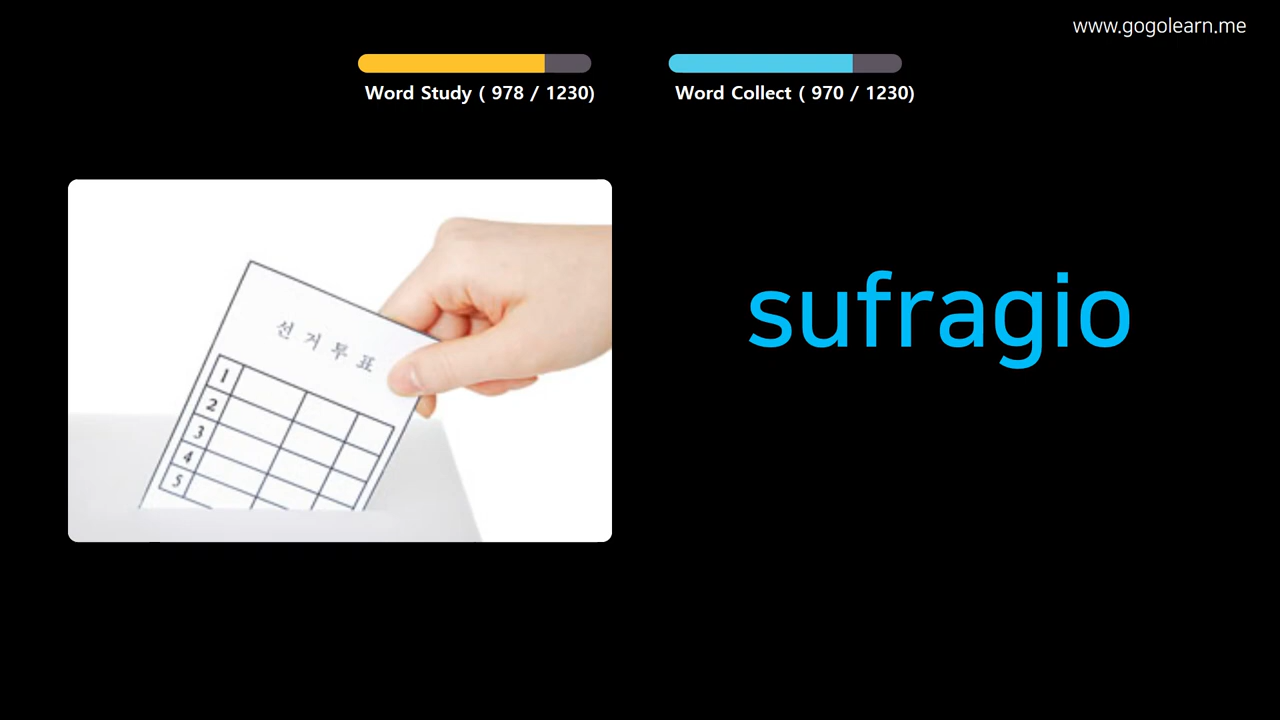 www.gogolearn.me
Word Study ( 978 / 1230)
Word Collect ( 970 / 1230)
선거투표
1
2
3
4
5
sufragio